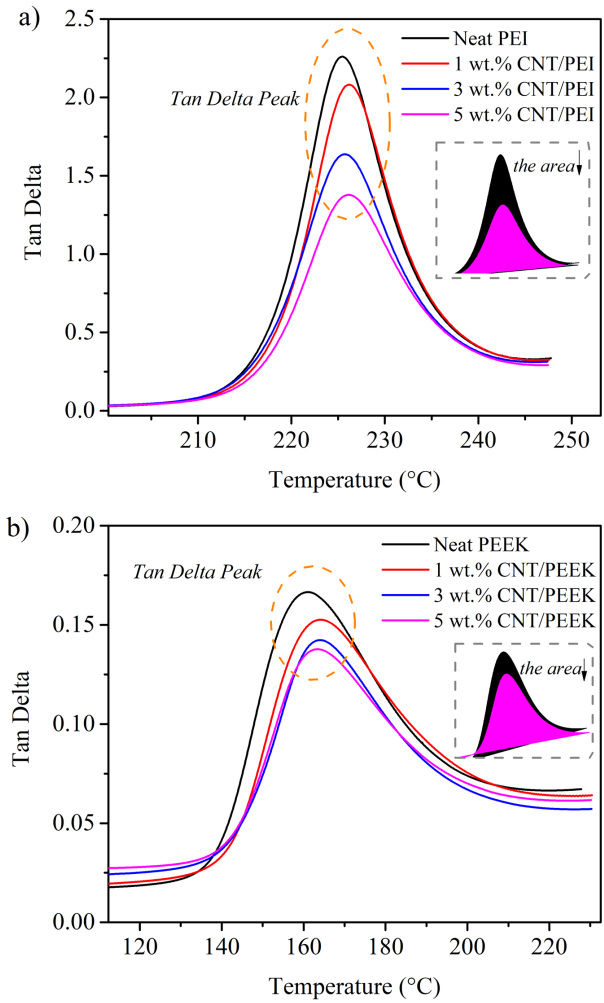 a)
2.5
2.0
1.5
1.0
0.5
0.0
Tan Delta
Tan Delta Peak
Neat PEI
1 wt.% CNT/PEI
3 wt.% CNT/PEI
5 wt.% CNT/PEI
the area
210 220 230 240 250
Temperature (°C)
b)
0.20
0.15
0.10
0.05
0.00
Tan Delta
Tan Delta Peak
Neat PEEK
1 wt.% CNT/PEEK
3 wt.% CNT/PEEK
5 wt.% CNT/PEEK
the area
120 140 160 180 200 220
Temperature (°C)